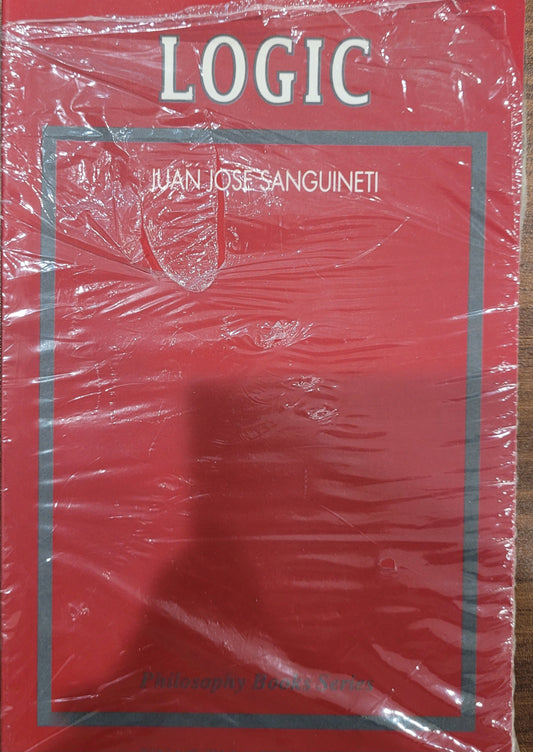 LOGIC
JUAN JOSE SANGUINETI
Philosophy Books Series